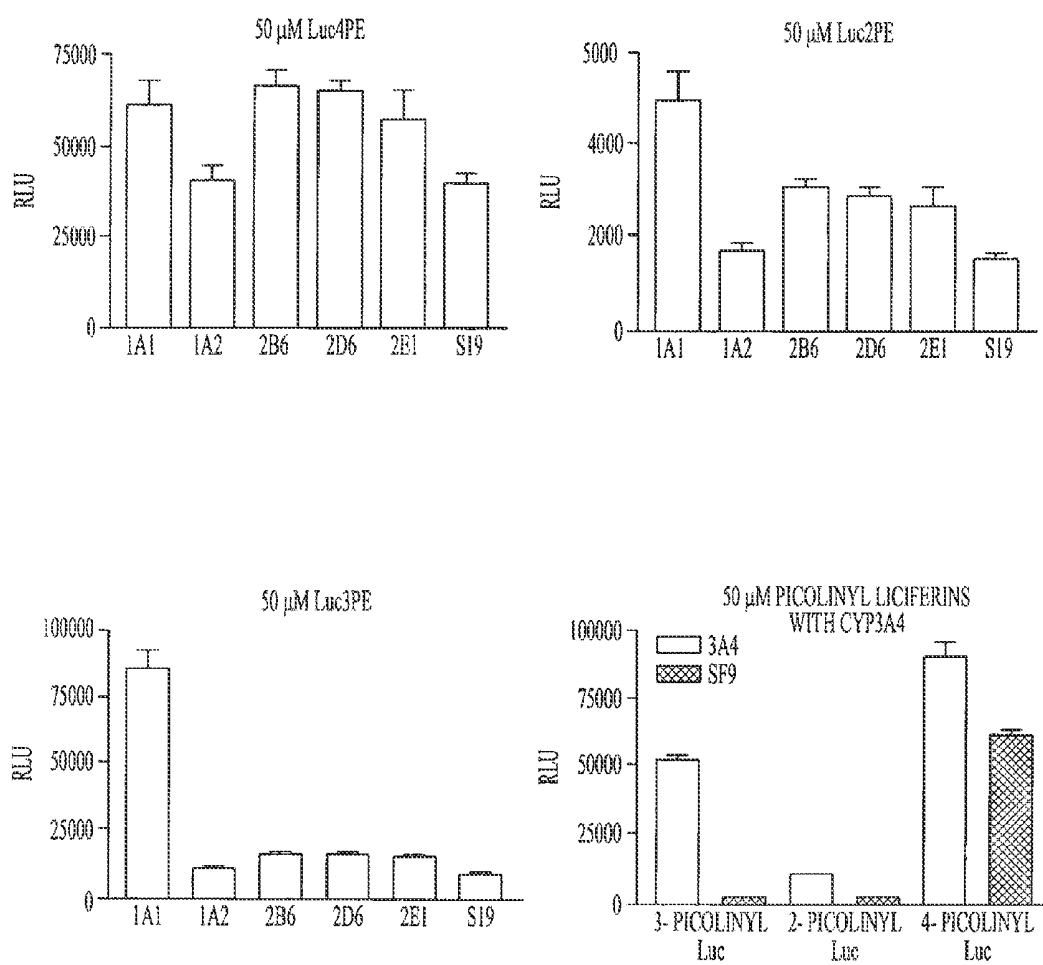 50 µM Luc4PE
75000
50000
25000
0
RLU
1A1 1A2 2B6 2D6 2E1 S19
50 µM Luc2PE
5000
4000
2000
0
RLU
1A1 1A2 2B6 2D6 2E1 S19
50 µM Luc3PE
100000
75000
50000
25000
0
RLU
1A1 1A2 2B6 2D6 2E1 S19
50 µM PICOLINYL LICIFERINS
WITH CYP3A4
100000
75000
50000
25000
0
RLU
3A4
SF9
3- PICOLINYL 2- PICOLINYL 4- PICOLINYL
Luc Luc Luc